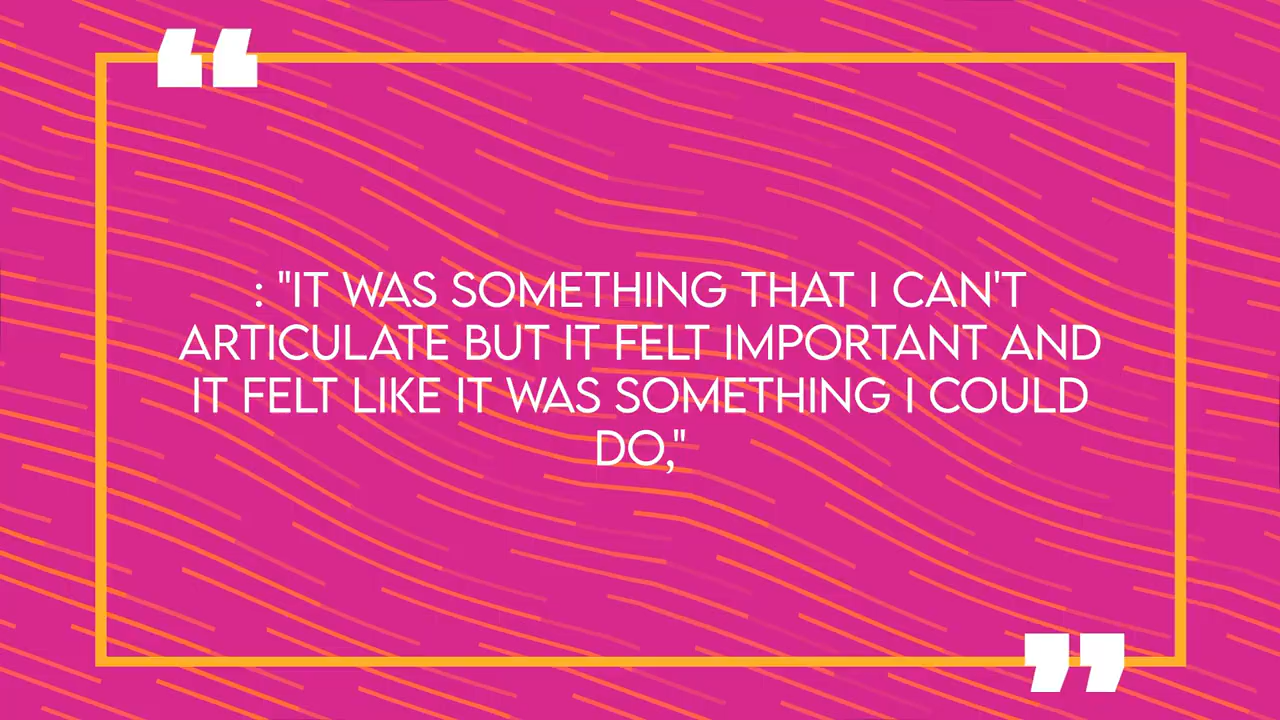 “
: "IT WAS SOMETHING THAT I CAN'T
ARTICULATE BUT IT FELT IMPORTANT AND
IT FELT LIKE IT WAS SOMETHING I COULD
DO,"
”